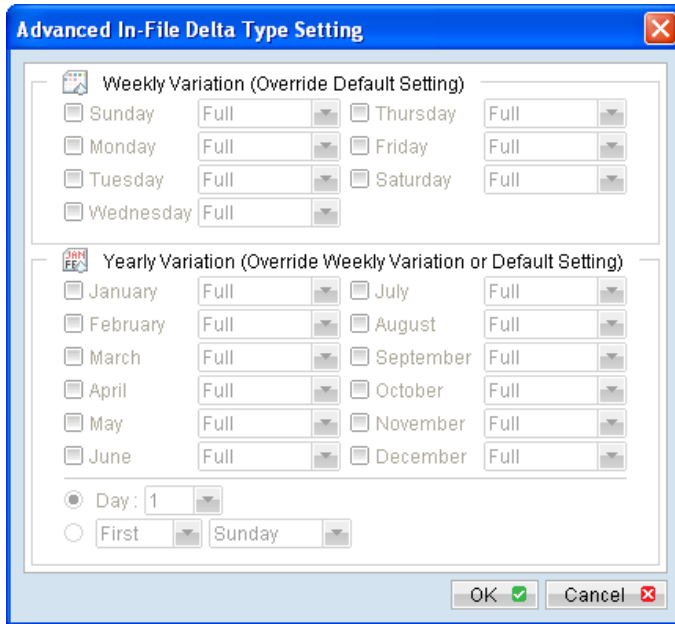 Advanced In-File Delta Type Setting
Weekly Variation (Override Default Setting)
Sunday Full Thursday Full
Monday Full Friday Full
Tuesday Full Saturday Full
Wednesday Full
JAN
FE
Yearly Variation (Override Weekly Variation or Default Setting)
January Full July Full
February Full August Full
March Full September Full
April Full October Full
May Full November Full
June Full December Full
Day : 1
First Sunday
OK Cancel